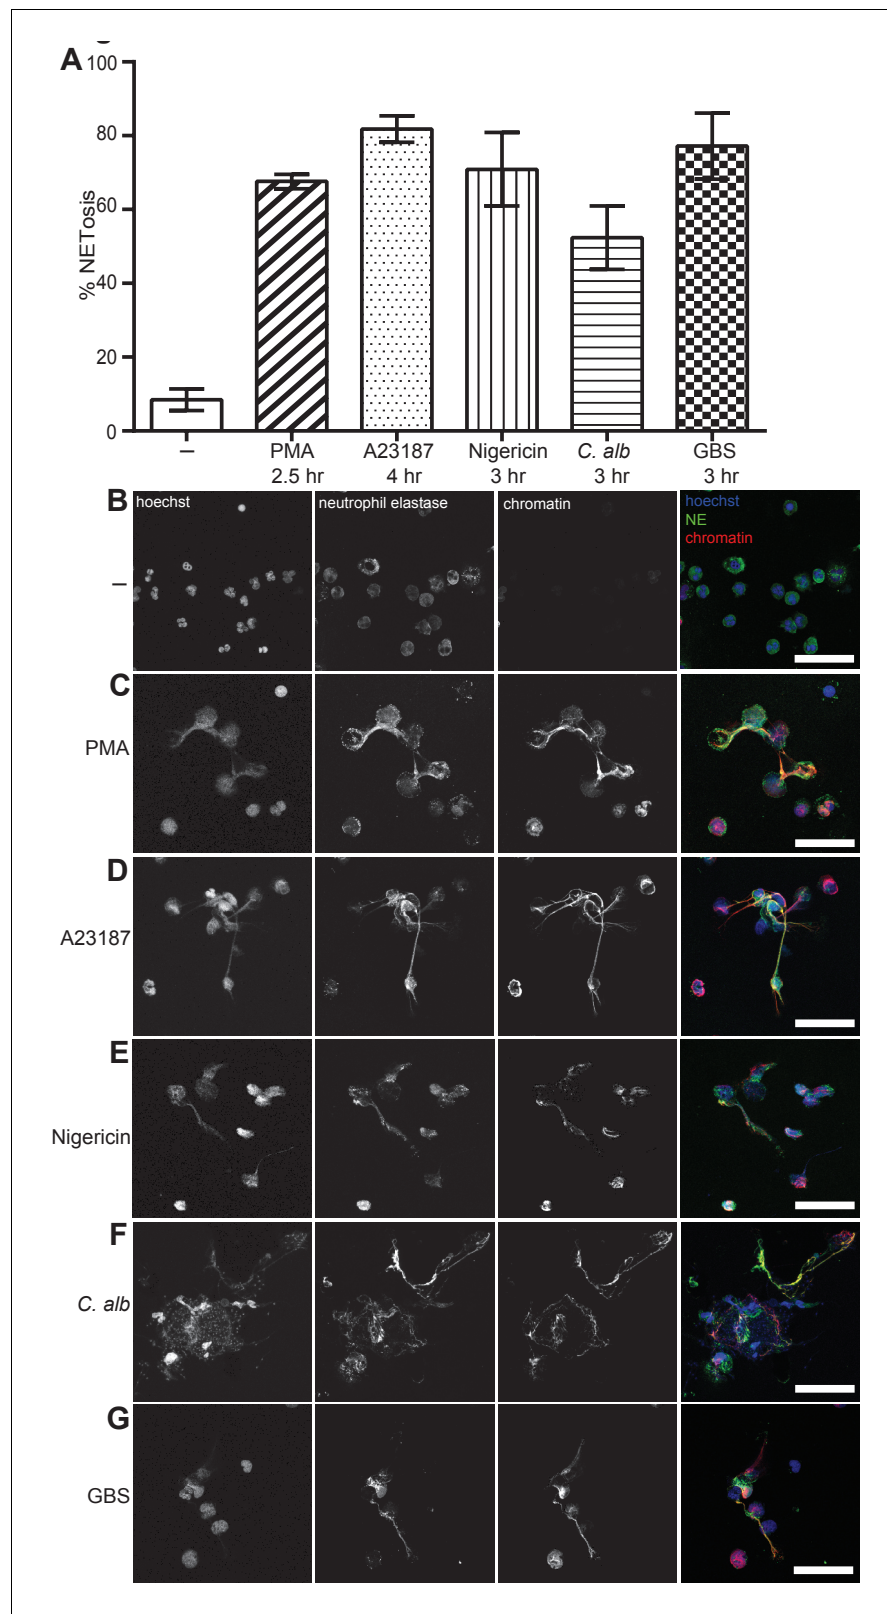 A
100
80
60
40
20
0
% NETosis
– PMA A23187 Nigericin C. alb GBS
2.5 hr 4 hr 3 hr 3 hr 3 hr
B
hoechst neutrophil elastase chromatin hoechst
NE
chromatin
–
C
PMA
D
A23187
E
Nigericin
F
C. alb
G
GBS